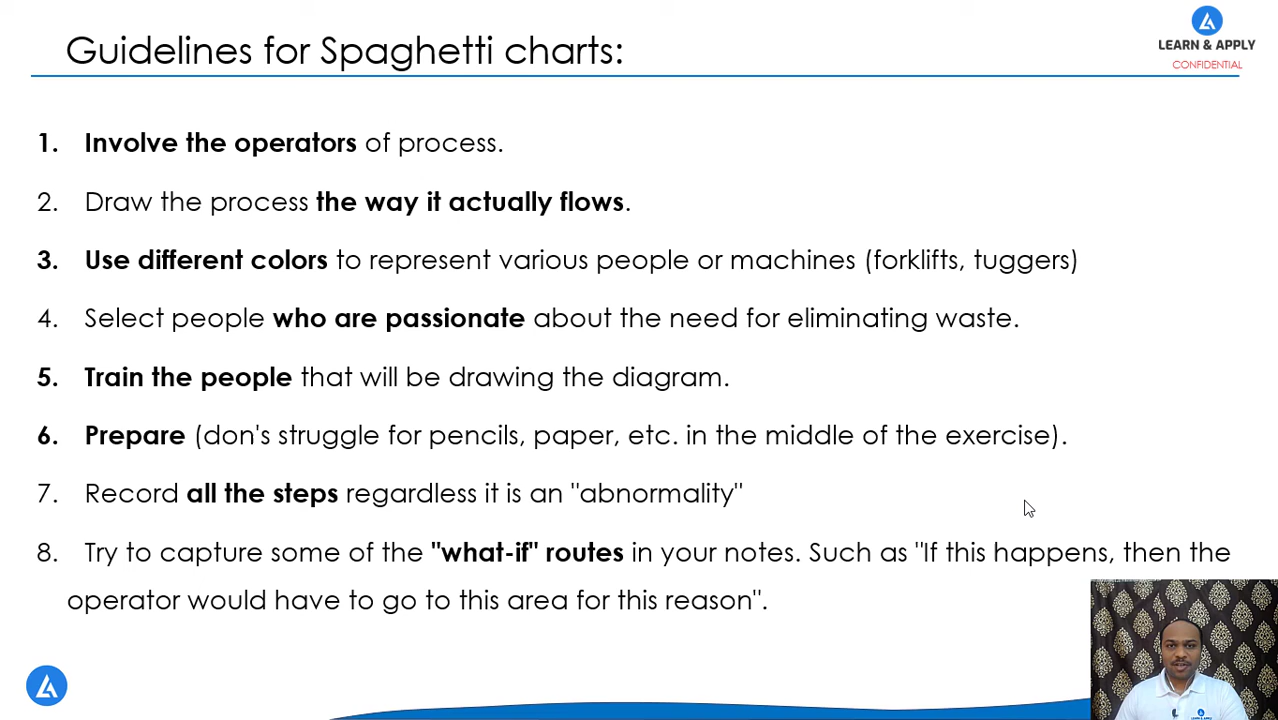 Guidelines for Spaghetti charts:
LEARN & APPLY
CONFIDENTIAL
1. Involve the operators of process.
2. Draw the process the way it actually flows.
3. Use different colors to represent various people or machines (forklifts, tuggers)
4. Select people who are passionate about the need for eliminating waste.
5. Train the people that will be drawing the diagram.
6. Prepare (don's struggle for pencils, paper, etc. in the middle of the exercise).
7. Record all the steps regardless it is an "abnormality"
8. Try to capture some of the "what-if" routes in your notes. Such as "If this happens, then the
operator would have to go to this area for this reason".
LEARN & APPLY